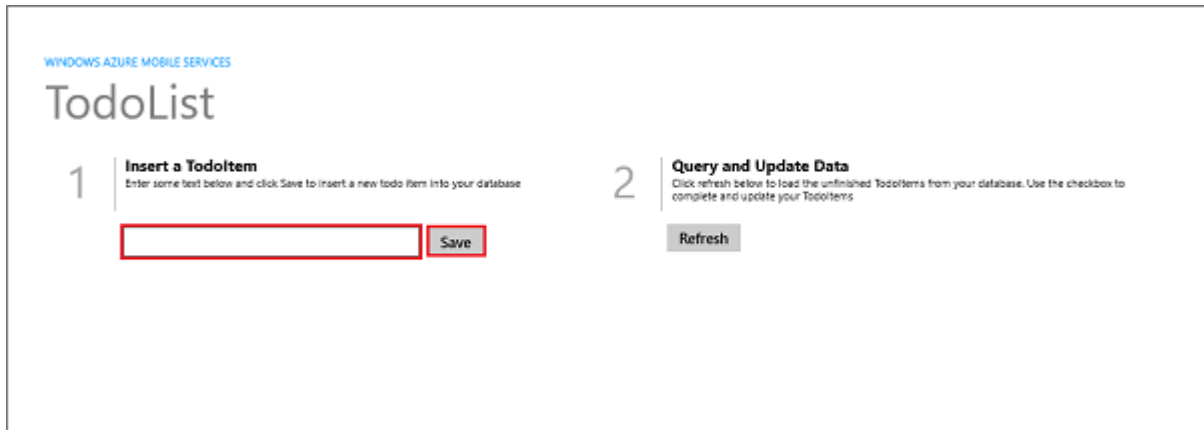 WINDOWS AZURE MOBILE SERVICES
TodoList
1
Insert a TodoItem
Enter some text below and click Save to insert a new todo item into your database
Save
2
Query and Update Data
Click refresh below to load the unfinished TodoItems from your database. Use the checkbox to
complete and update your TodoItems
Refresh